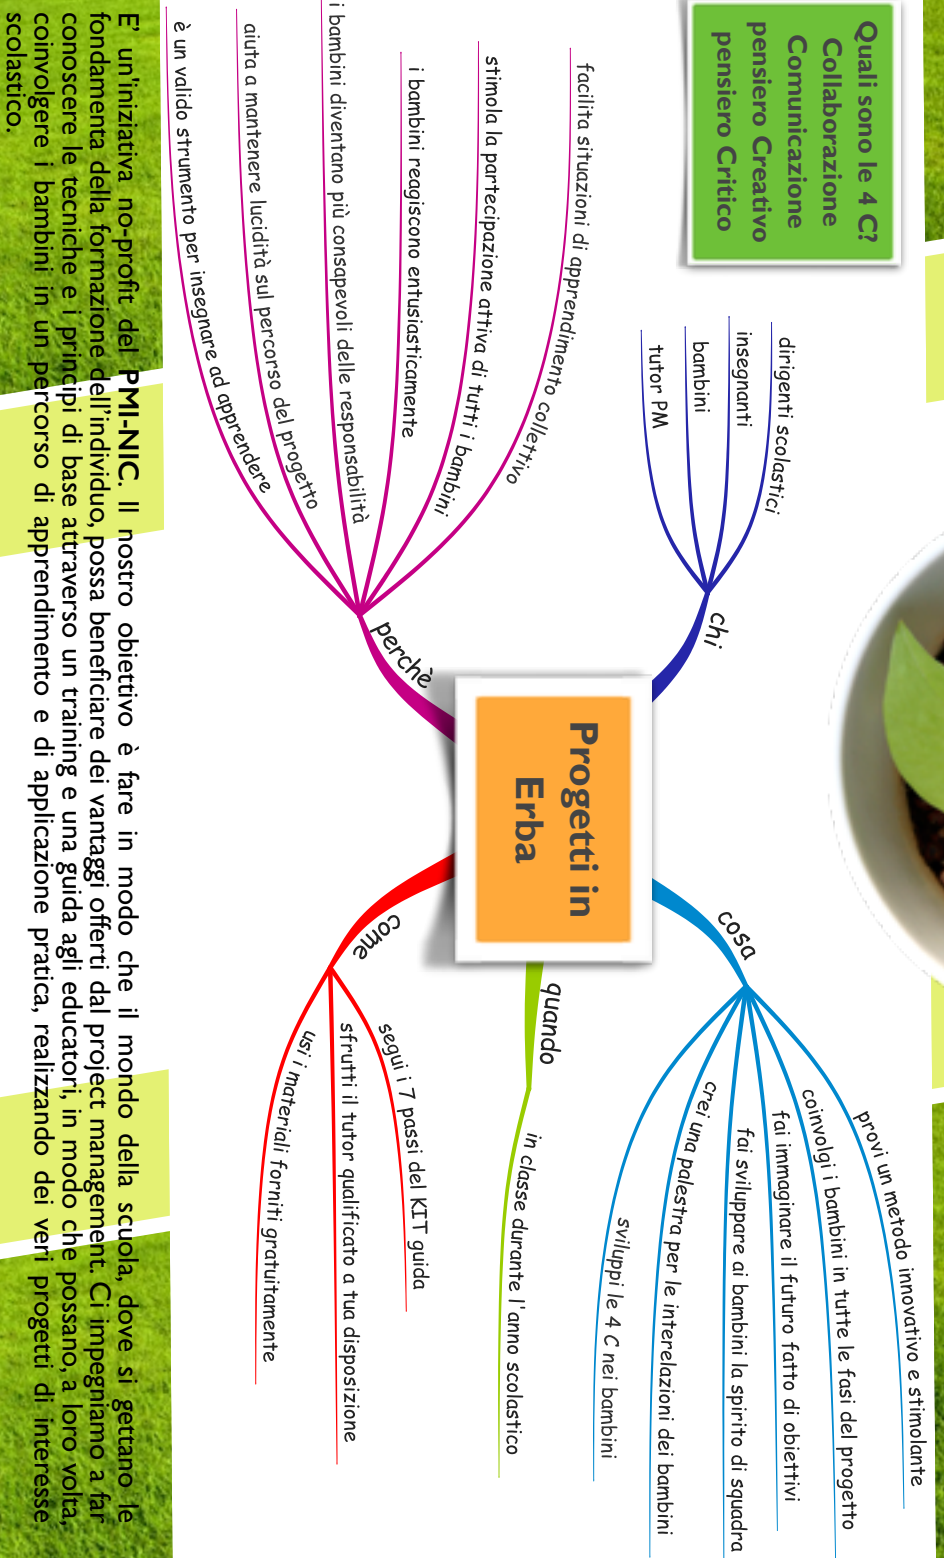 Quali sono le 4 C?
Collaborazione
Comunicazione
pensiero Creativo
pensiero Critico
Progetti in
Erba
chi
dirigenti scolastici
insegnanti
bambini
tutor PM
cosa
provi un metodo innovativo e stimolante
coinvolgi i bambini in tutte le fasi del progetto
fai immaginare il futuro fatto di obiettivi
fai sviluppare ai bambini la spirito di squadra
crei una palestra per le interelazioni dei bambini
sviluppi le 4 C nei bambini
quando
in classe durante l'anno scolastico
come
segui i 7 passi del KIT guida
sfrutti il tutor qualificato a tua disposizione
usi i materiali forniti gratuitamente
perchè
facilita situazioni di apprendimento collettivo
stimola la partecipazione attiva di tutti i bambini
i bambini reagiscono entusiasticamente
i bambini diventano più consapevoli delle responsabilità
aiuta a mantenere lucidità sul percorso del progetto
è un valido strumento per insegnare ad apprendere
E' un'iniziativa no-profit del PMI-NIC. Il nostro obiettivo è fare in modo che il mondo della scuola, dove si gettano le
fondamenta della formazione dell'individuo, possa beneficiare dei vantaggi offerti dal project management. Ci impegniamo a far
conoscere le tecniche e i principi di base attraverso un training e una guida agli educatori, in modo che possano, a loro volta,
coinvolgere i bambini in un percorso di apprendimento e di applicazione pratica, realizzando dei veri progetti di interesse
scolastico.